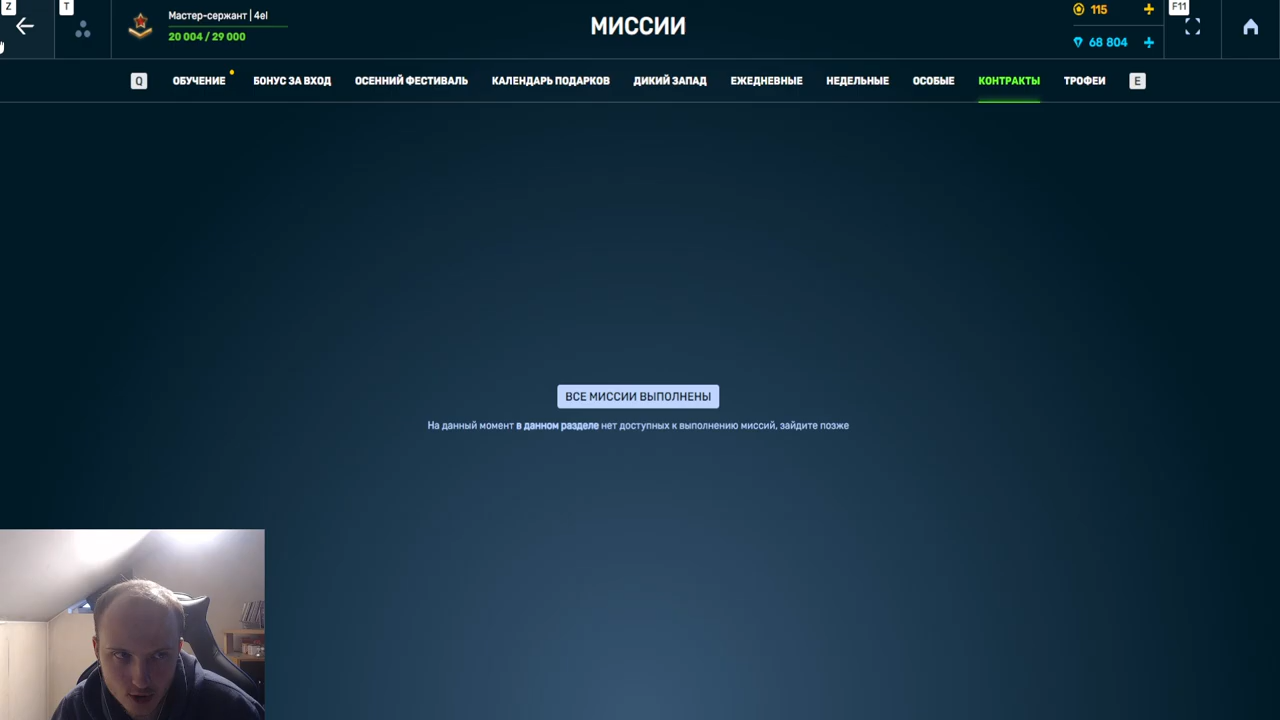 Z
T
Мастер-сержант | 4el
20 004 / 29 000
МИССИИ
115
68 804
F11
Q
ОБУЧЕНИЕ
БОНУС ЗА ВХОД
ОСЕННИЙ ФЕСТИВАЛЬ
КАЛЕНДАРЬ ПОДАРКОВ
ДИКИЙ ЗАПАД
ЕЖЕДНЕВНЫЕ
НЕДЕЛЬНЫЕ
ОСОБЫЕ
КОНТРАКТЫ
ТРОФЕИ
E
ВСЕ МИССИИ ВЫПОЛНЕНЫ
На данный момент в данном разделе нет доступных к выполнению миссий, зайдите позже